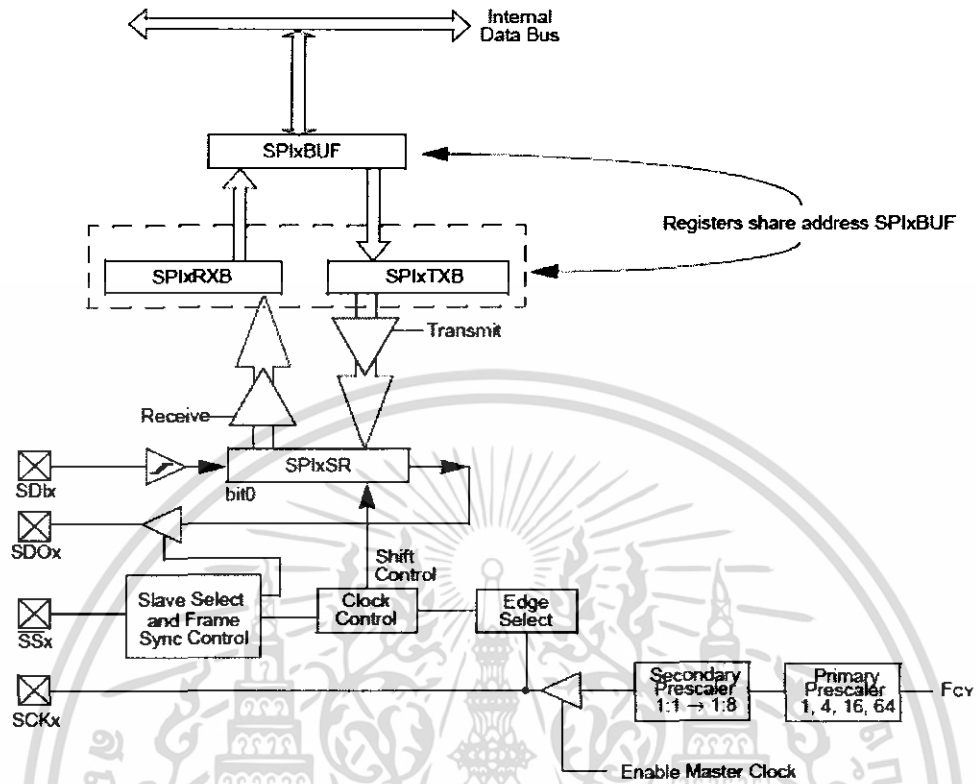 Internal
Data Bus
SPIxBUF
Registers share address SPIxBUF
SPIxRXB
SPIxTXB
Transmit
Receive
SPIxSR
bit0
SDIx
SDOx
Shift
Control
Slave Select
and Frame
Sync Control
Clock
Control
Edge
Select
SSx
SCKx
Secondary
Prescaler
1:1 → 1:8
Primary
Prescaler
1, 4, 16, 64
FCY
Enable Master Clock